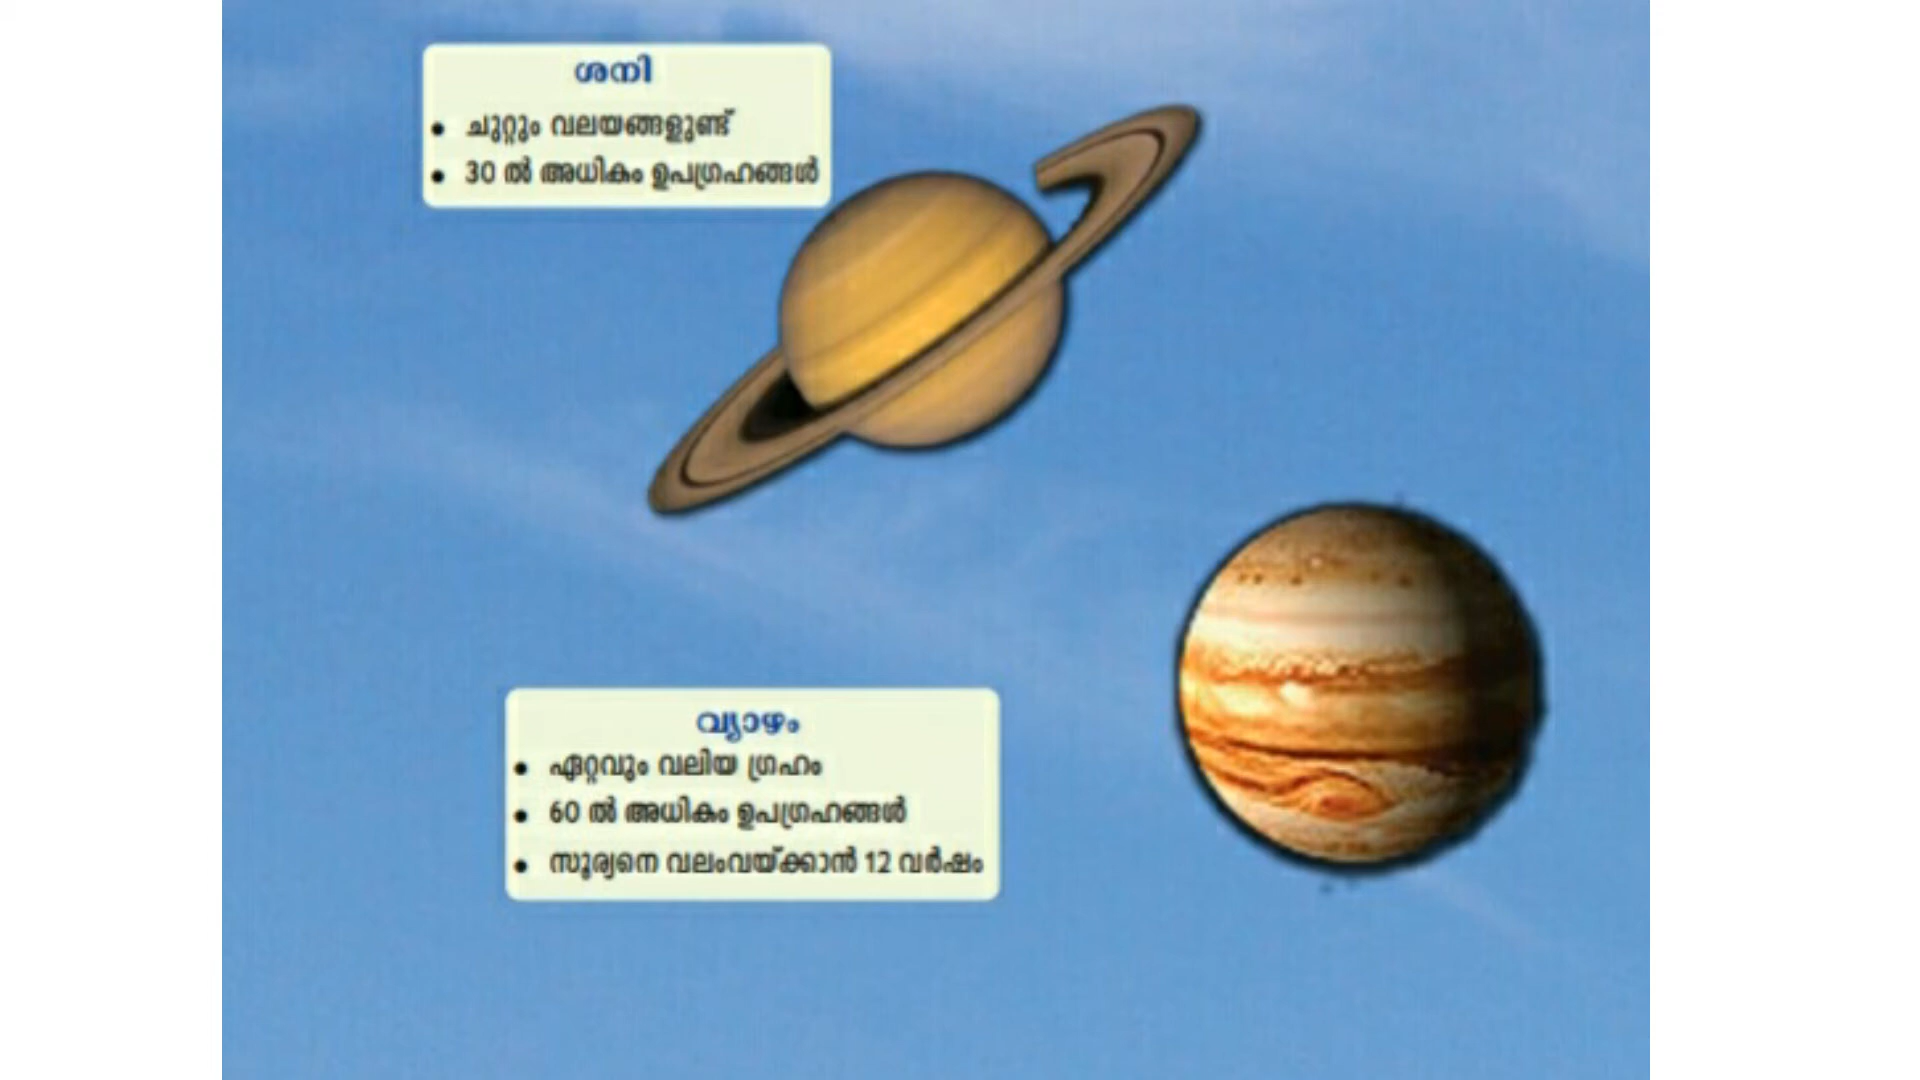 ശനി
• ചുറ്റും വലയങ്ങളുണ്ട്
• 30 ൽ അധികം ഉപഗ്രഹങ്ങൾ
വ്യാഴം
• ഏറ്റവും വലിയ ഗ്രഹം
• 60 ൽ അധികം ഉപഗ്രഹങ്ങൾ
• സൂര്യനെ വലംവയ്ക്കാൻ 12 വർഷം